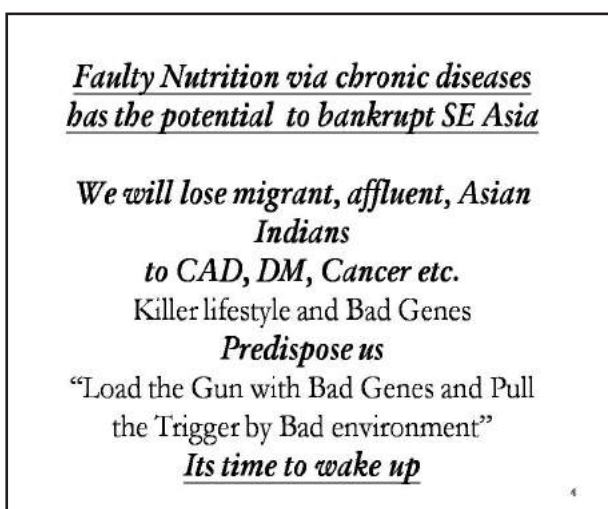 Faulty Nutrition via chronic diseases
has the potential to bankrupt SE Asia
We will lose migrant, affluent, Asian
Indians
to CAD, DM, Cancer etc.
Killer lifestyle and Bad Genes
Predispose us
“Load the Gun with Bad Genes and Pull
the Trigger by Bad environment”
Its time to wake up
4